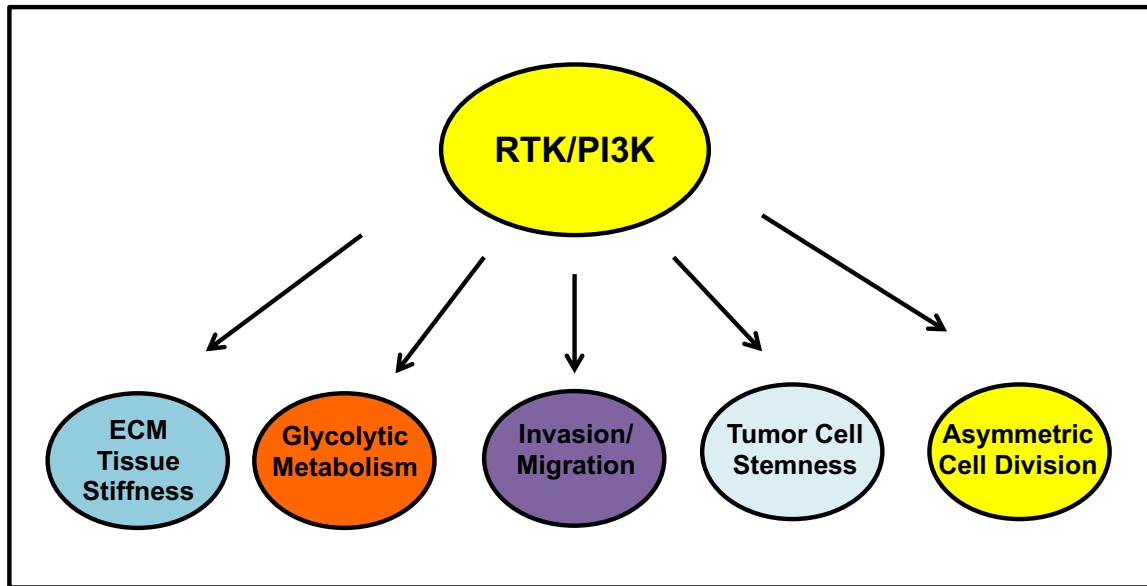 RTK/PI3K
ECM
Tissue
Stiffness
Glycolytic
Metabolism
Invasion/
Migration
Tumor Cell
Stemness
Asymmetric
Cell Division